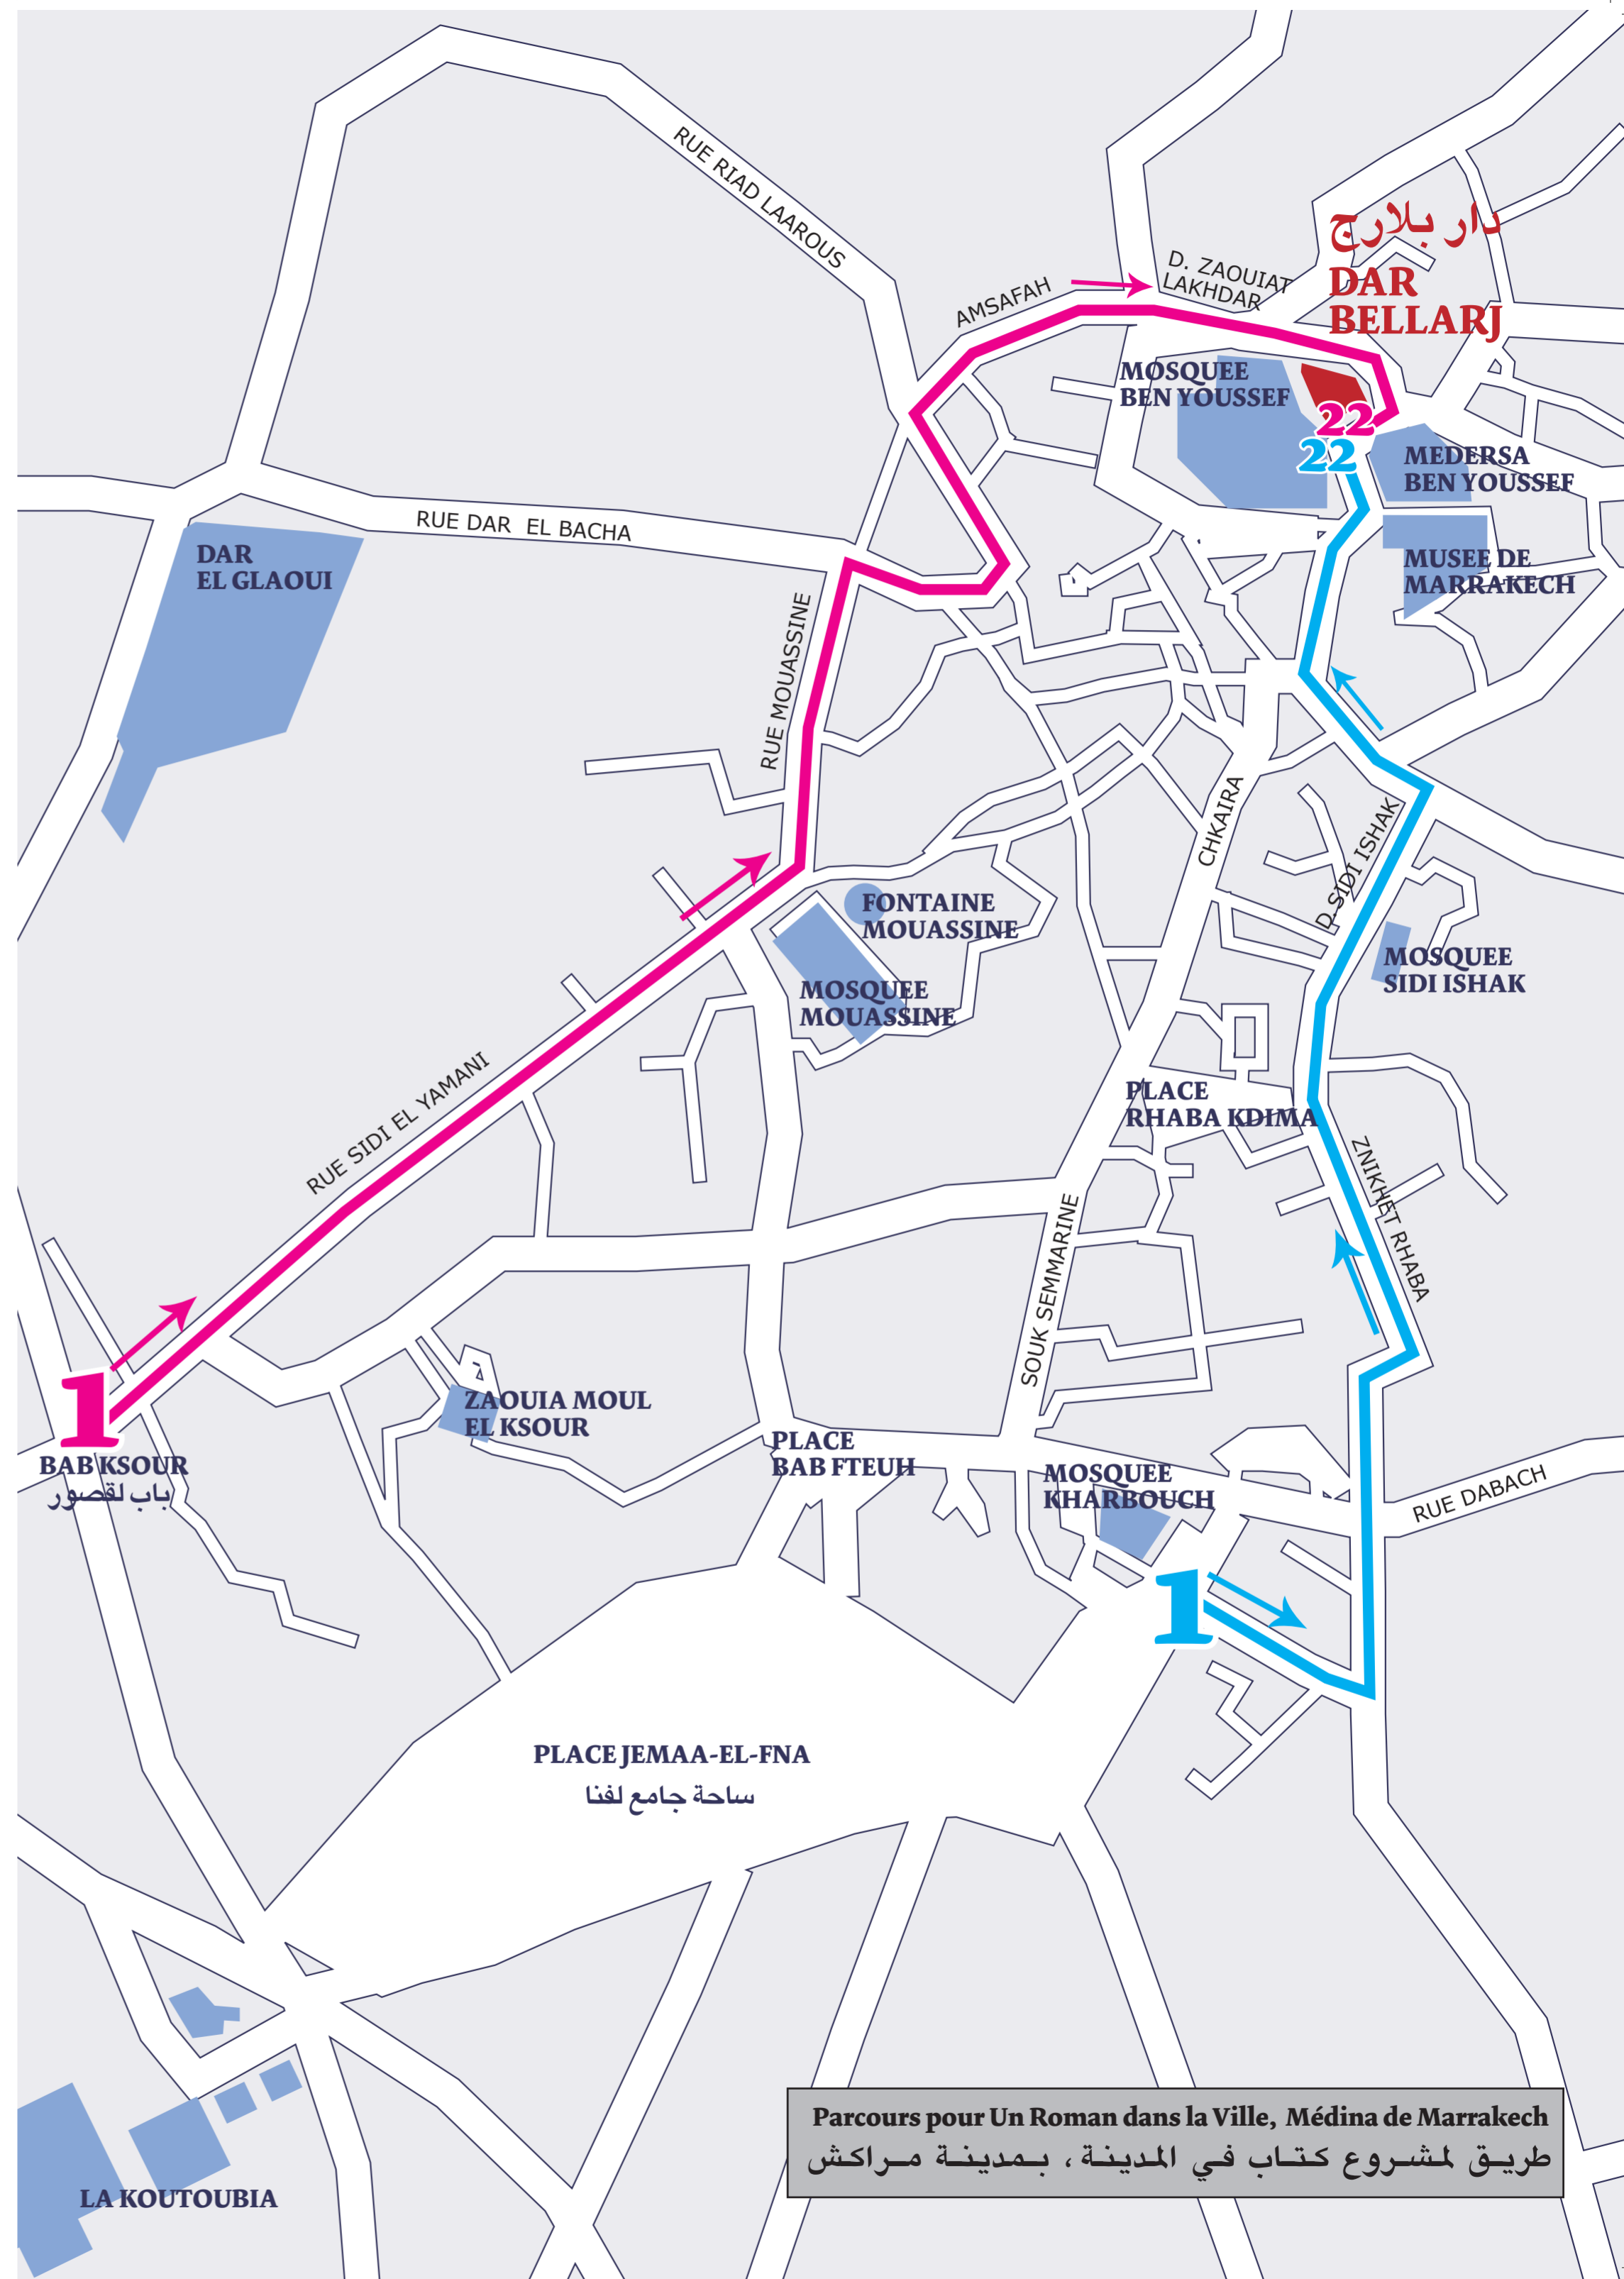 RUE RIAD LAAROUS
دار بلارج
DAR
BELLARJ
D. ZAOUIAT
LAKHDAR
AMSAFAH
MOSQUEE
BEN YOUSSEF
22
22
MEDERSA
BEN YOUSSEF
RUE DAR EL BACHA
DAR
EL GLAOUI
MUSEE DE
MARRAKECH
RUE MOUASSINE
CHKAIRA
D. SIDI ISHAK
FONTAINE
MOUASSINE
MOSQUEE
SIDI ISHAK
MOSQUEE
MOUASSINE
RUE SIDI EL YAMANI
PLACE
RHABA KDIMA
ZNIKHET RHABA
SOUK SEMMARINE
1
BAB KSOUR
باب لقصور
ZAOUIA MOUL
EL KSOUR
PLACE
BAB FTEUH
MOSQUEE
KHARBOUCH
RUE DABACH
1
PLACE JEMAA-EL-FNA
ساحة جامع لفنا
Parcours pour Un Roman dans la Ville, Médina de Marrakech
طريق لمشروع كتاب في المدينة، بمدينة مراكش
LA KOUTOUBIA